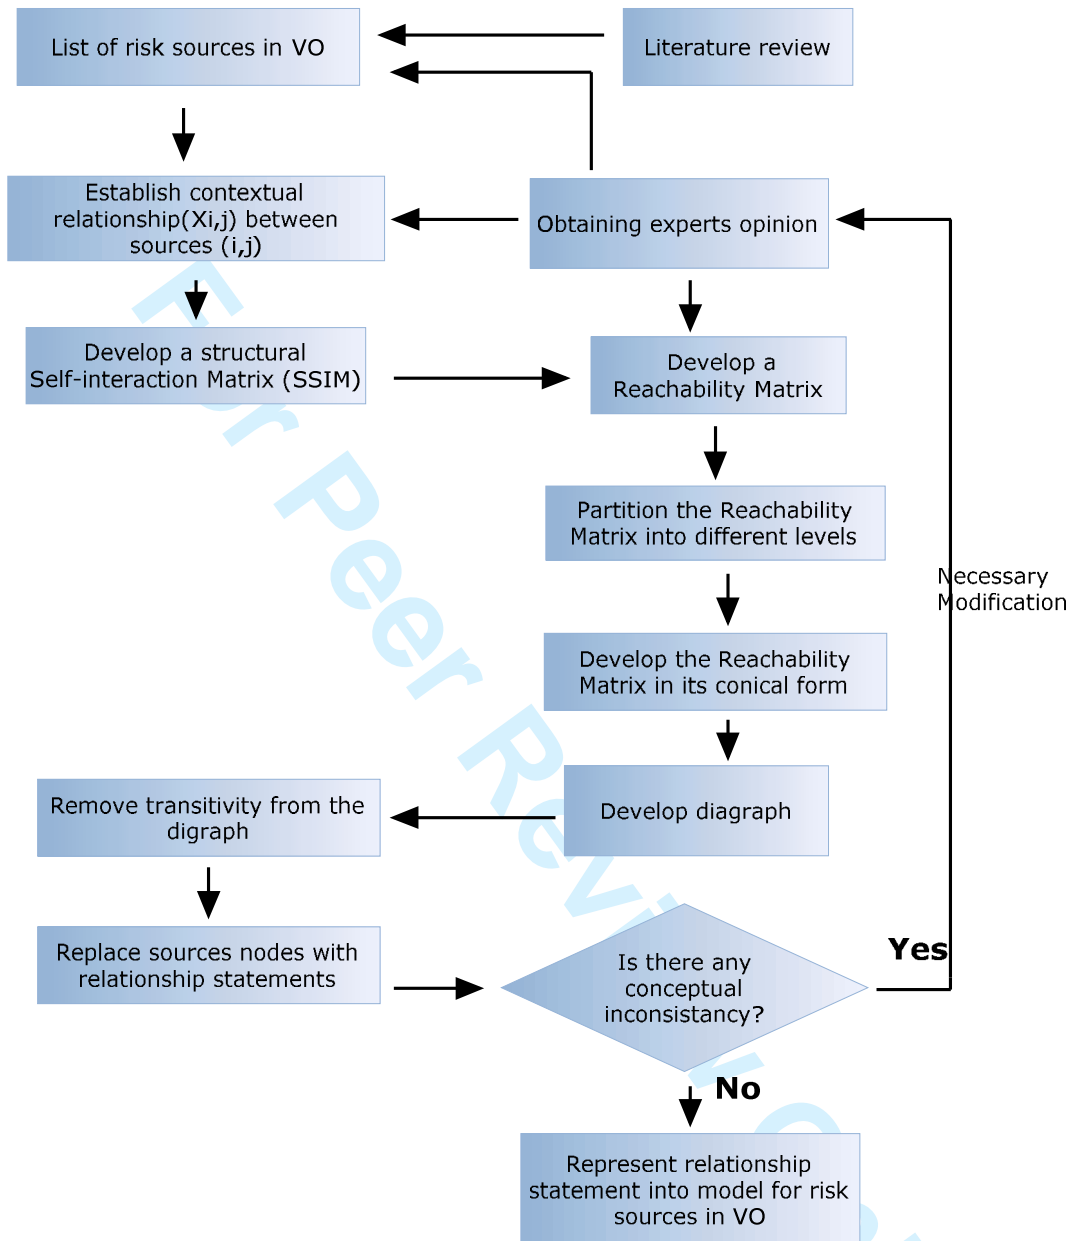 List of risk sources in VO
Literature review
Establish contextual
relationship(Xi,j) between
sources (i,j)
Obtaining experts opinion
Develop a structural
Self-interaction Matrix (SSIM)
Develop a
Reachability Matrix
Partition the Reachability
Matrix into different levels
Necessary
Modification
Develop the Reachability
Matrix in its conical form
Remove transitivity from the
digraph
Develop diagraph
Replace sources nodes with
relationship statements
Is there any
conceptual
inconsistancy?
Yes
No
Represent relationship
statement into model for risk
sources in VO
For Peer Review